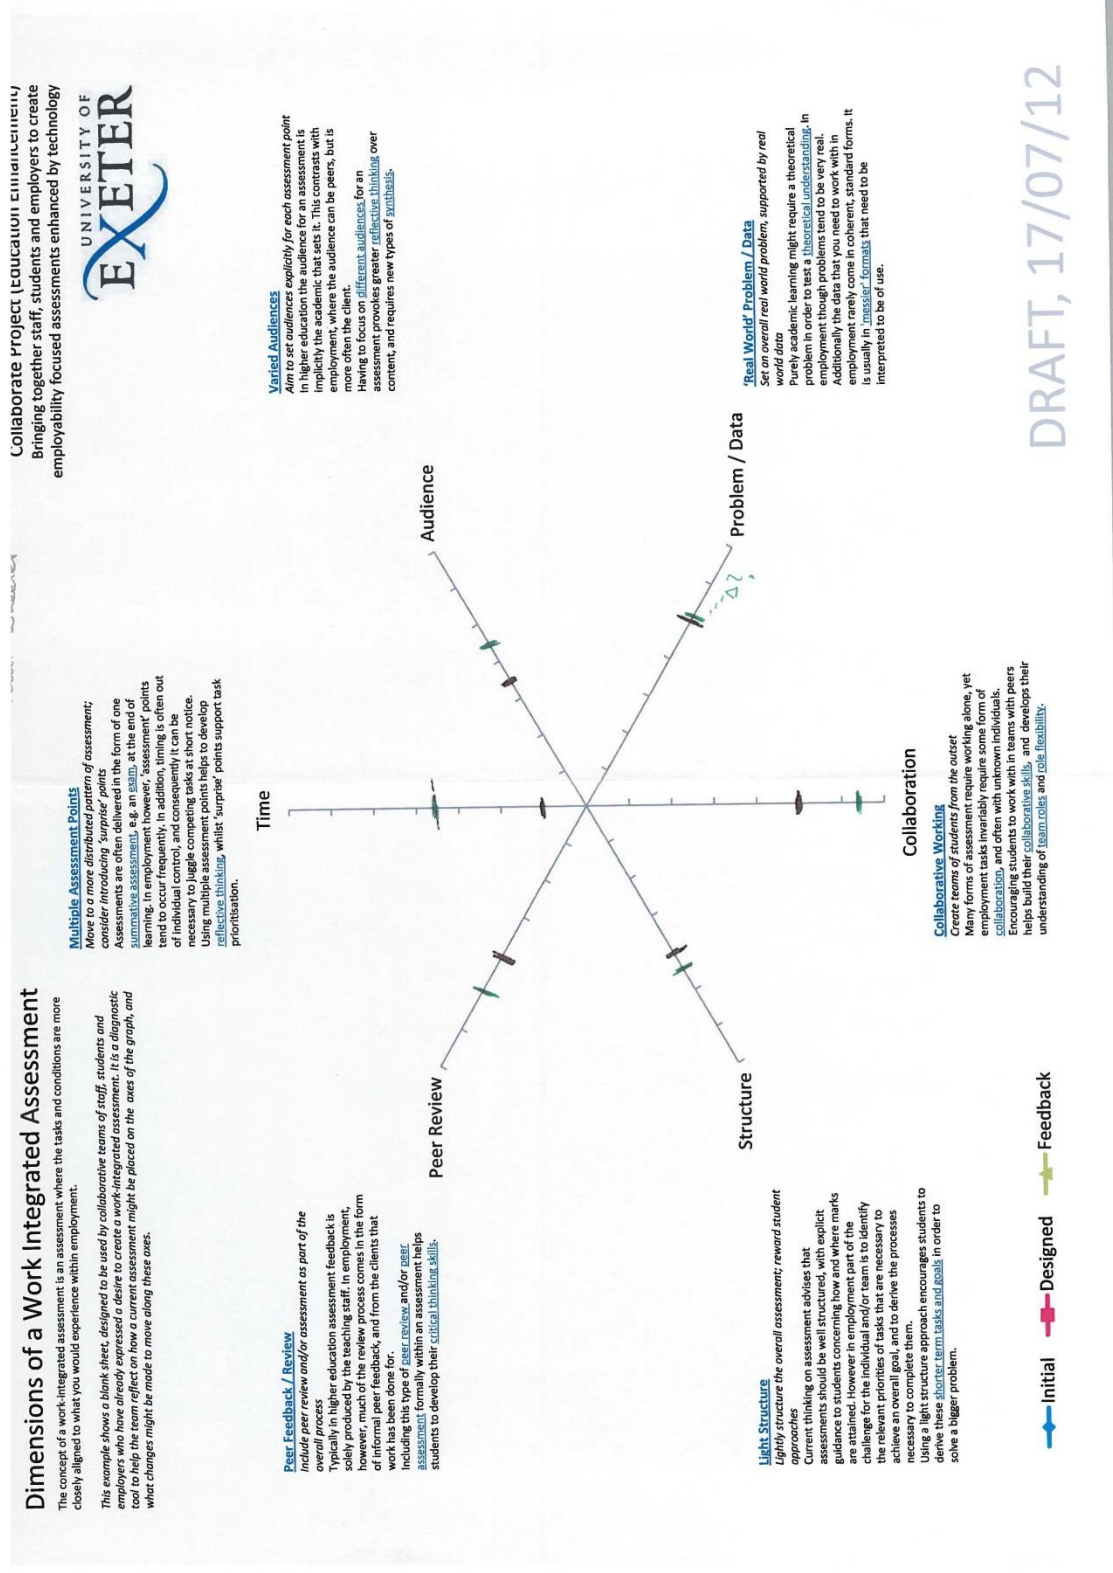 Collaborate Project (Education Enhancement)
Bringing together staff, students and employers to create
employability focused assessments enhanced by technology
UNIVERSITY OF
EXETER
Dimensions of a Work Integrated Assessment
The concept of a work-integrated assessment is an assessment where the tasks and conditions are more
closely aligned to what you would experience within employment.
This example shows a blank sheet, designed to be used by collaborative teams of staff, students and
employers who have already expressed a desire to create a work-integrated assessment. It is a diagnostic
tool to help the team reflect on how a current assessment might be placed on the axes of the graph, and
what changes might be made to move along these axes.
Multiple Assessment Points
Move to a more distributed pattern of assessment;
consider introducing 'surprise' points
Assessments are often delivered in the form of one
summative assessment, e.g. an exam, at the end of
learning. In employment however, 'assessment' points
tend to occur frequently. In addition, timing is often out
of individual control, and consequently it can be
necessary to juggle competing tasks at short notice.
Using multiple assessment points helps to develop
reflective thinking, whilst 'surprise' points support task
prioritisation.
Varied Audiences
Aim to set audiences explicitly for each assessment point
In higher education the audience for an assessment is
implicitly the academic that sets it. This contrasts with
employment, where the audience can be peers, but is
more often the client.
Having to focus on different audiences for an
assessment provokes greater reflective thinking over
content, and requires new types of synthesis.
Peer Feedback / Review
Include peer review and/or assessment as part of the
overall process
Typically in higher education assessment feedback is
solely produced by the teaching staff. In employment,
however, much of the review process comes in the form
of informal peer feedback, and from the clients that
work has been done for.
Including this type of peer review and/or peer
assessment formally within an assessment helps
students to develop their critical thinking skills.
Time
Audience
Peer Review
Problem / Data
Structure
Collaboration
Δ?
'Real World' Problem / Data
Set an overall real world problem, supported by real
world data
Purely academic learning might require a theoretical
problem in order to test a theoretical understanding. In
employment though problems tend to be very real.
Additionally the data that you need to work with in
employment rarely come in coherent, standard forms. It
is usually in 'messier' formats that need to be
interpreted to be of use.
Light Structure
Lightly structure the overall assessment; reward student
approaches
Current thinking on assessment advises that
assessments should be well structured, with explicit
guidance to students concerning how and where marks
are attained. However in employment part of the
challenge for the individual and/or team is to identify
the relevant priorities of tasks that are necessary to
achieve an overall goal, and to derive the processes
necessary to complete them.
Using a light structure approach encourages students to
derive these shorter term tasks and goals in order to
solve a bigger problem.
Collaborative Working
Create teams of students from the outset
Many forms of assessment require working alone, yet
employment tasks invariably require some form of
collaboration, and often with unknown individuals.
Encouraging students to work with in teams with peers
helps build their collaborative skills, and develops their
understanding of team roles and role flexibility.
Initial Designed Feedback
DRAFT, 17/07/12